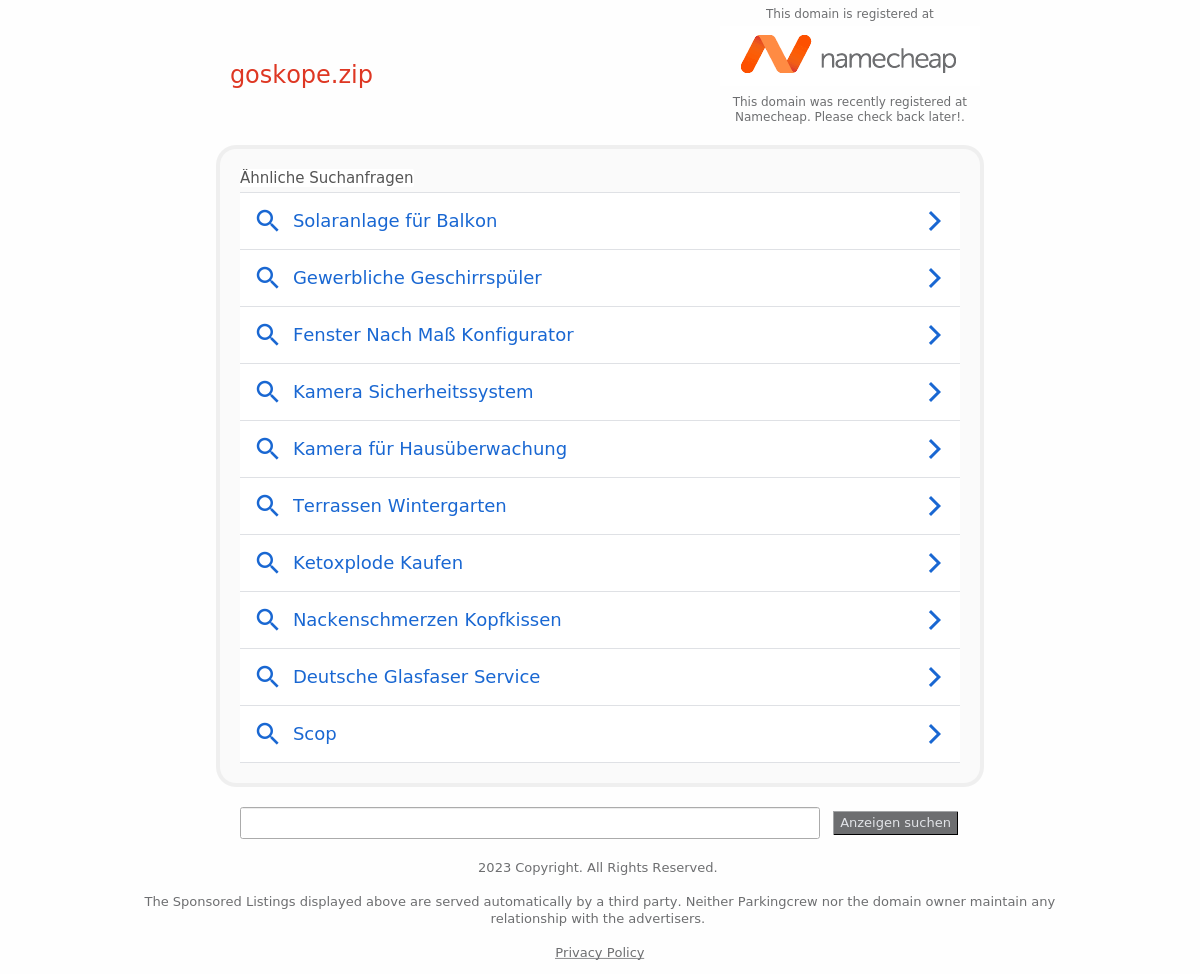 This domain is registered at
namecheap
goskope.zip
This domain was recently registered at
Namecheap. Please check back later!.
Ähnliche Suchanfragen
Solaranlage für Balkon
Gewerbliche Geschirrspüler
Fenster Nach Maß Konfigurator
Kamera Sicherheitssystem
Kamera für Hausüberwachung
Terrassen Wintergarten
Ketoxplode Kaufen
Nackenschmerzen Kopfkissen
Deutsche Glasfaser Service
Scop
Anzeigen suchen
2023 Copyright. All Rights Reserved.
The Sponsored Listings displayed above are served automatically by a third party. Neither Parkingcrew nor the domain owner maintain any
relationship with the advertisers.
Privacy Policy